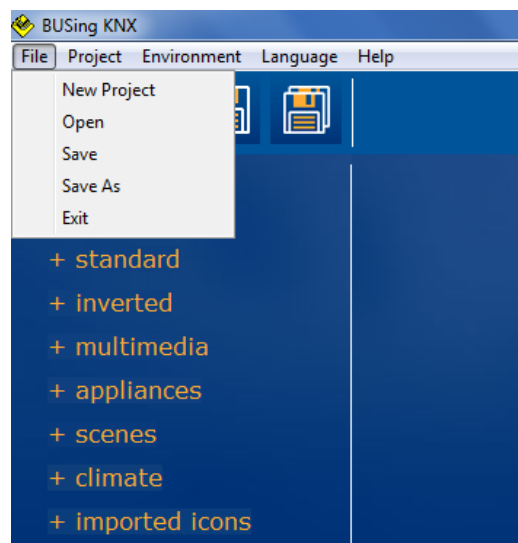 BUSing KNX
File Project Environment Language Help
New Project
Open
Save
Save As
Exit
+ standard
+ inverted
+ multimedia
+ appliances
+ scenes
+ climate
+ imported icons